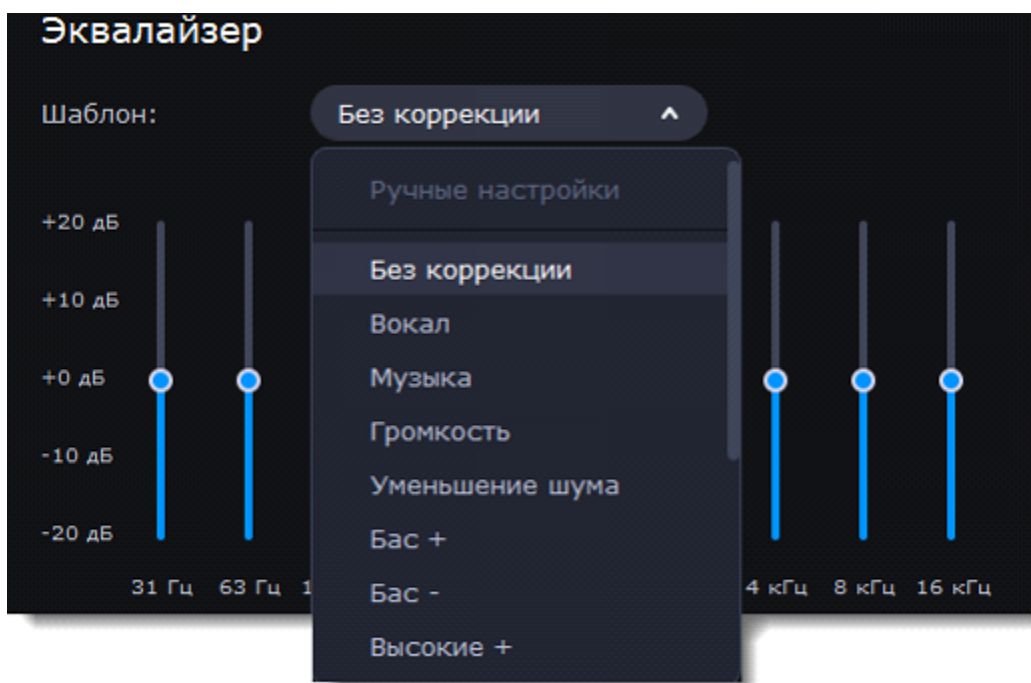 Эквалайзер
Шаблон:
Без коррекции
Ручные настройки
Без коррекции
Вокал
Музыка
Громкость
Уменьшение шума
Бас +
Бас -
Высокие +
+20 дБ
+10 дБ
+0 дБ
-10 дБ
-20 дБ
31 Гц 63 Гц 1 4 кГц 8 кГц 16 кГц